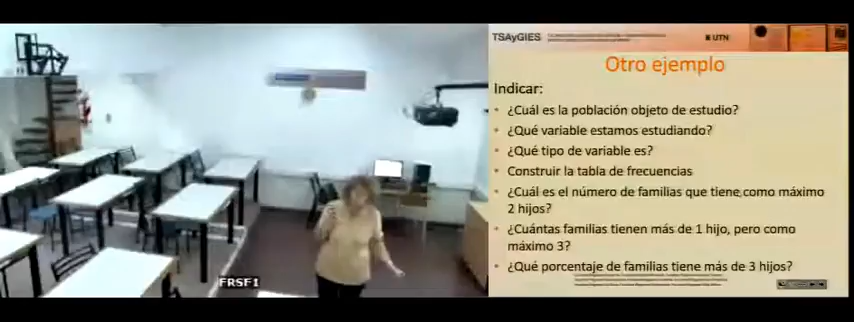 TSAyGIES
UTN
Otro ejemplo
Indicar:
• ¿Cuál es la población objeto de estudio?
• ¿Qué variable estamos estudiando?
• ¿Qué tipo de variable es?
• Construir la tabla de frecuencias
• ¿Cuál es el número de familias que tiene como máximo
2 hijos?
• ¿Cuántas familias tienen más de 1 hijo, pero como
máximo 3?
• ¿Qué porcentaje de familias tiene más de 3 hijos?
FRSF1